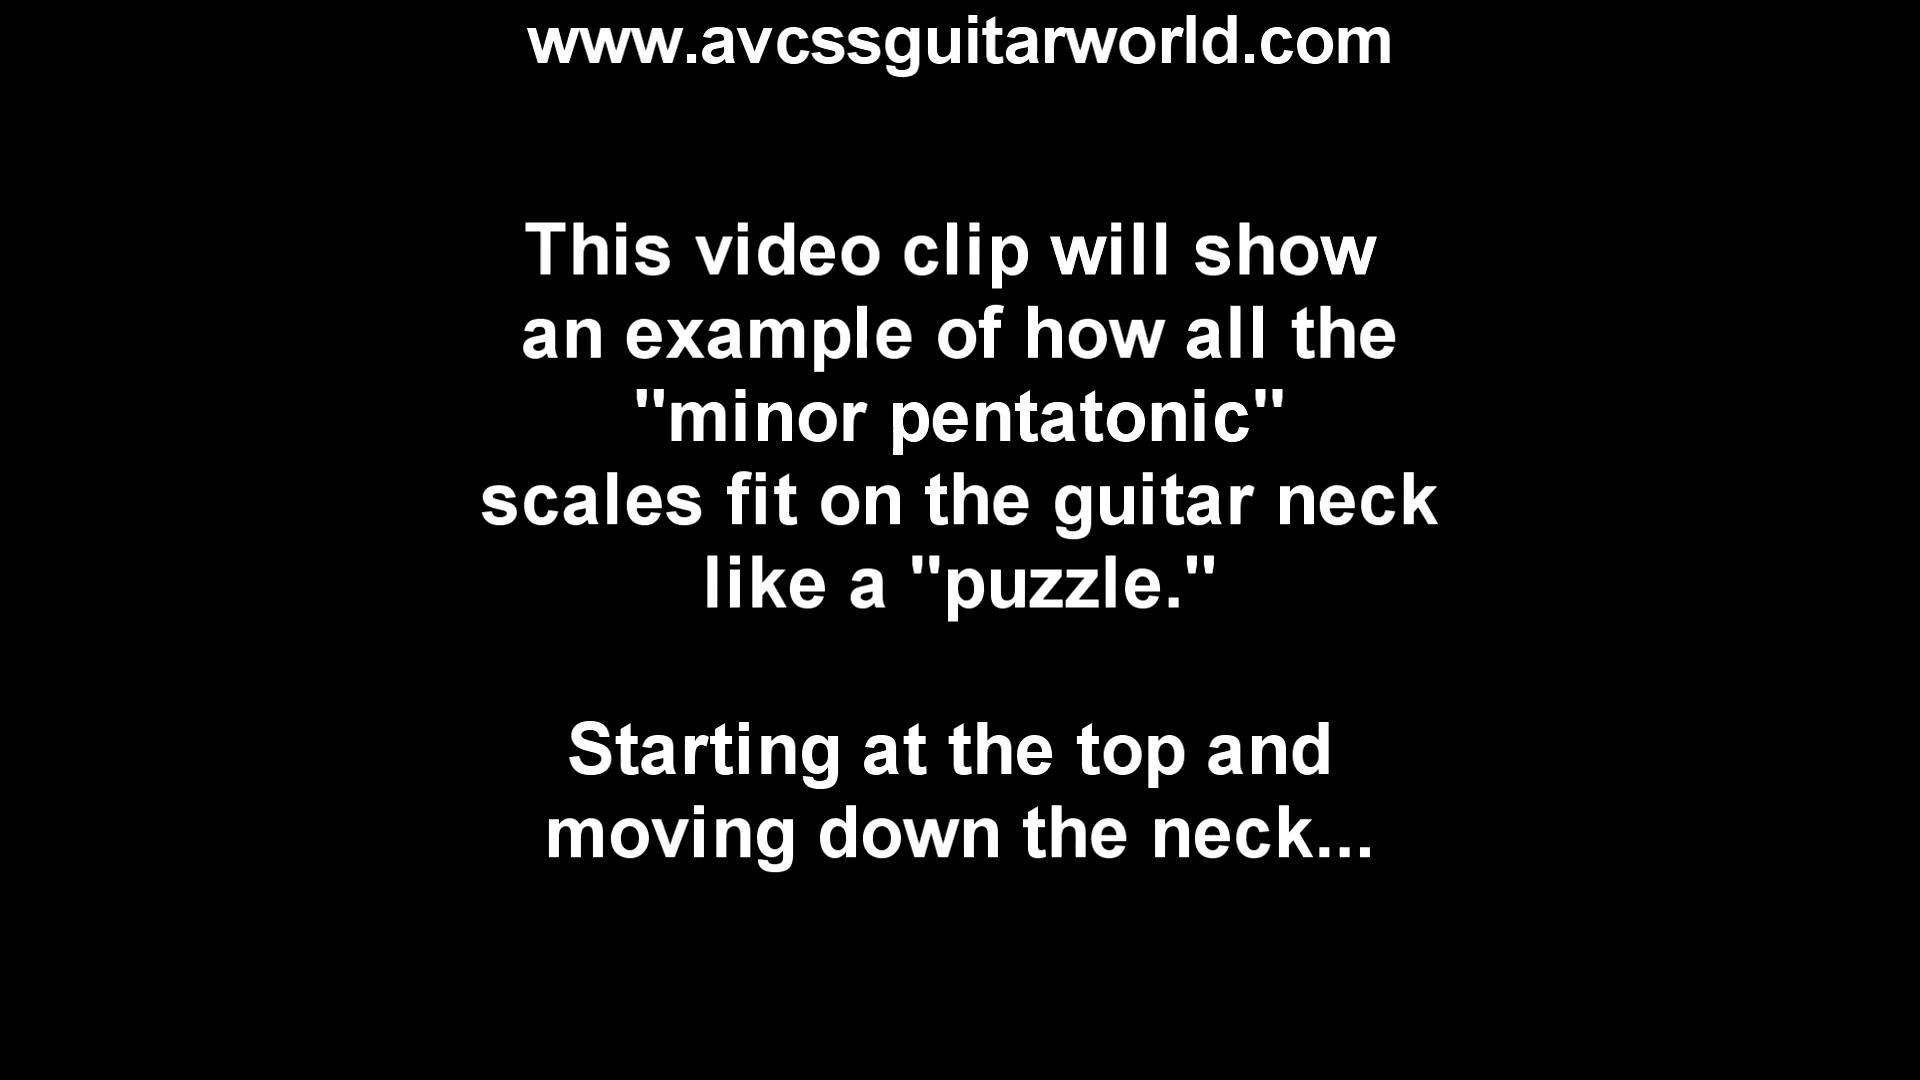 www.avcssguitarworld.com
This video clip will show
an example of how all the
"minor pentatonic"
scales fit on the guitar neck
like a "puzzle."
Starting at the top and
moving down the neck...